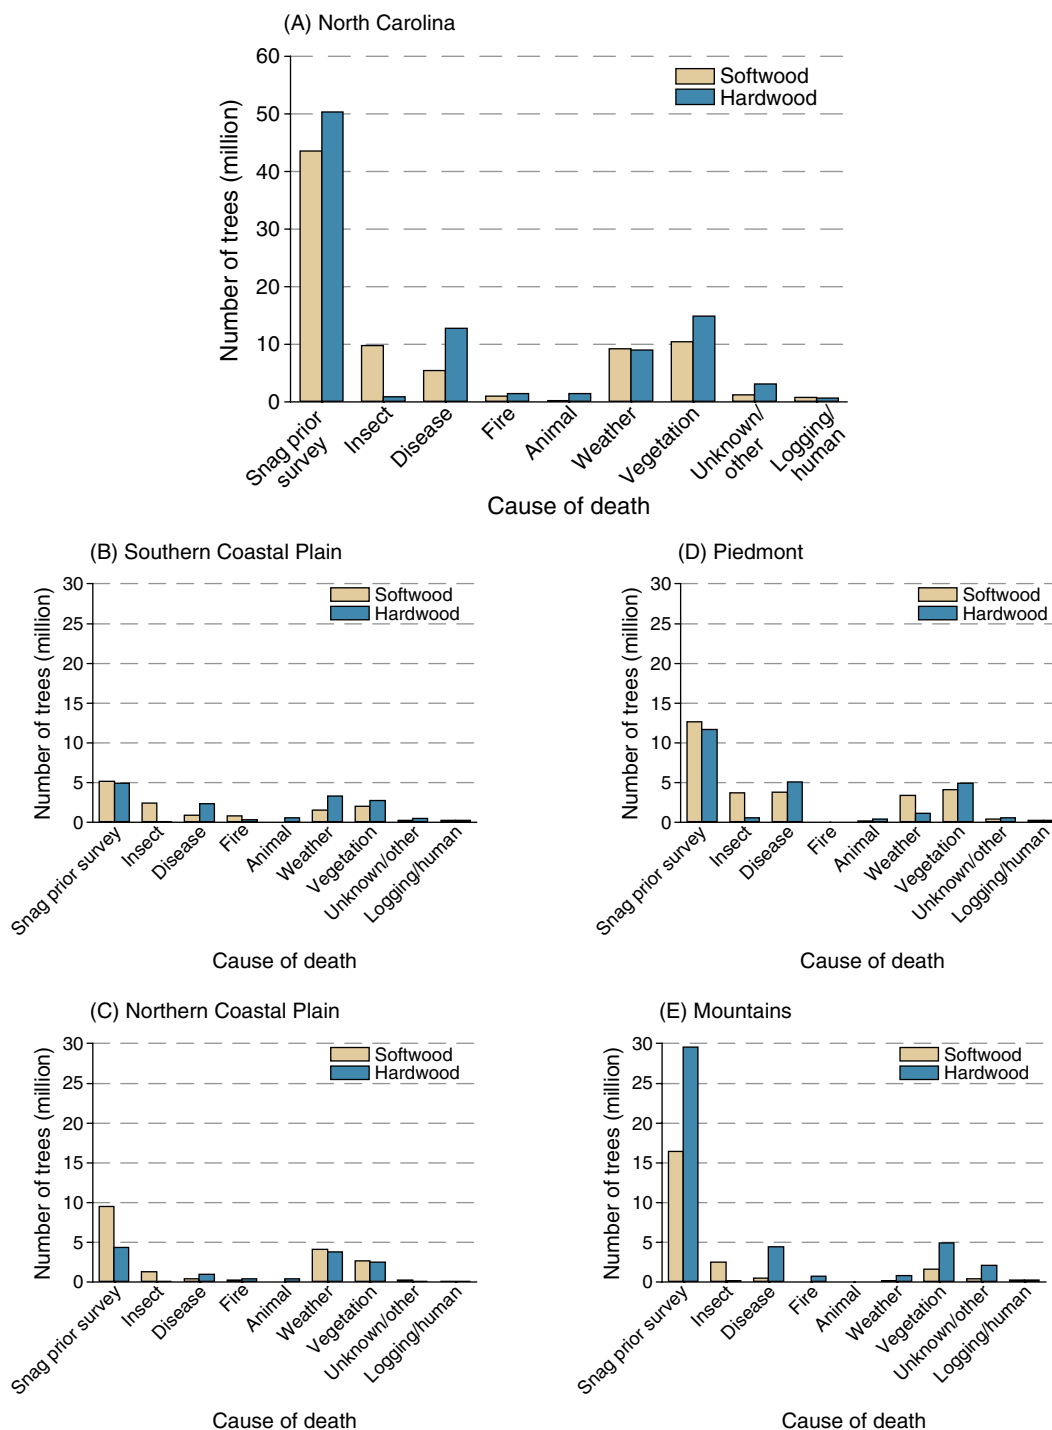 (A) North Carolina
Number of trees (million)
60
50
40
30
20
10
0
Softwood
Hardwood
Snag prior
survey
Insect
Disease
Fire
Animal
Weather
Vegetation
Unknown/
other
Logging/
human
Cause of death
(B) Southern Coastal Plain
Number of trees (million)
30
25
20
15
10
5
0
Softwood
Hardwood
Snag prior survey
Insect
Disease
Fire
Animal
Weather
Vegetation
Unknown/other
Logging/human
Cause of death
(D) Piedmont
Number of trees (million)
30
25
20
15
10
5
0
Softwood
Hardwood
Snag prior survey
Insect
Disease
Fire
Animal
Weather
Vegetation
Unknown/other
Logging/human
Cause of death
(C) Northern Coastal Plain
Number of trees (million)
30
25
20
15
10
5
0
Softwood
Hardwood
Snag prior survey
Insect
Disease
Fire
Animal
Weather
Vegetation
Unknown/other
Logging/human
Cause of death
(E) Mountains
Number of trees (million)
30
25
20
15
10
5
0
Softwood
Hardwood
Snag prior survey
Insect
Disease
Fire
Animal
Weather
Vegetation
Unknown/other
Logging/human
Cause of death